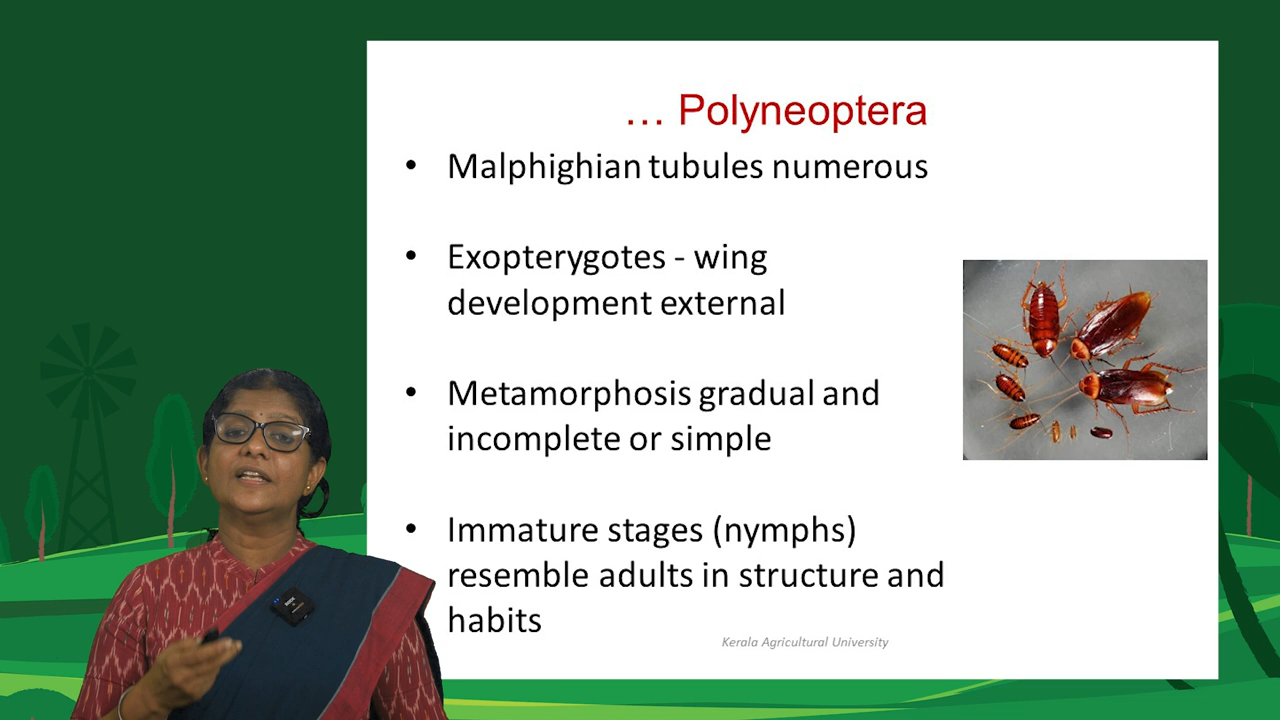 ... Polyneoptera
• Malphighian tubules numerous
• Exopterygotes - wing
development external
• Metamorphosis gradual and
incomplete or simple
• Immature stages (nymphs)
resemble adults in structure and
habits
Kerala Agricultural University